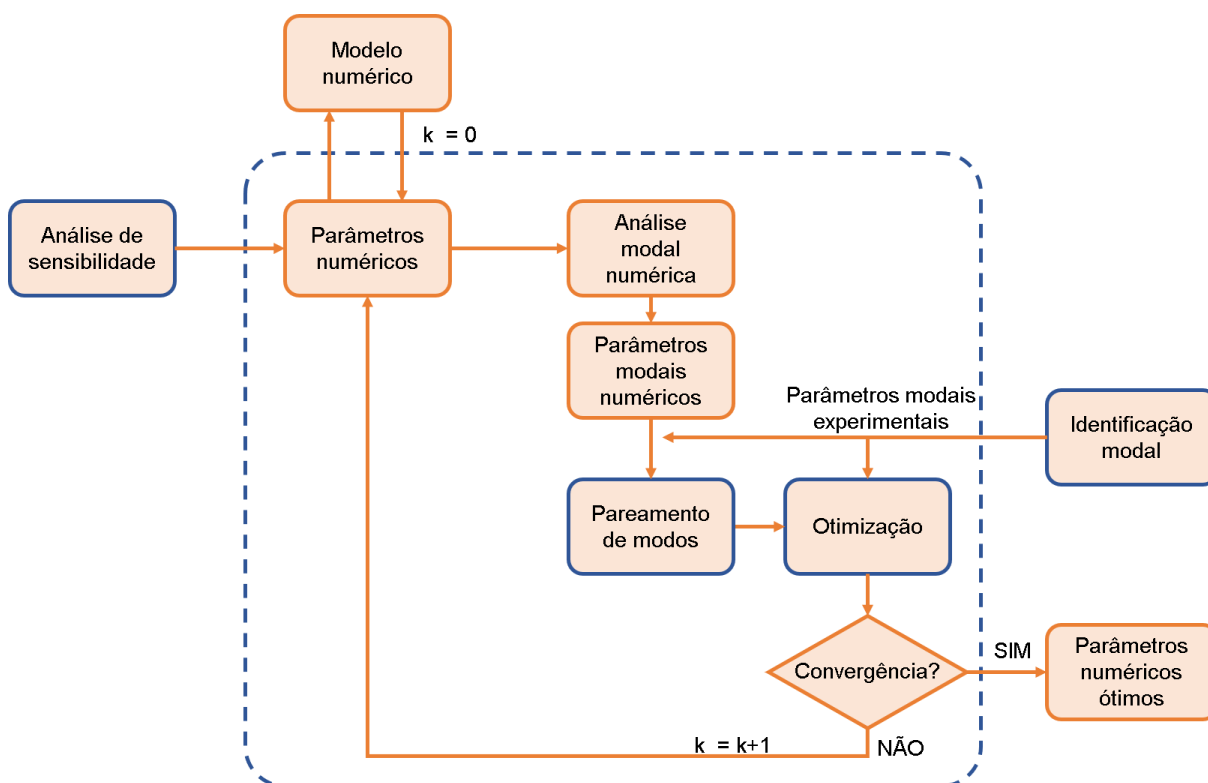 Modelo
numérico
k = 0
Análise de
sensibilidade
Parâmetros
numéricos
Análise
modal
numérica
Parâmetros
modais
numéricos
Parâmetros modais
experimentais
Identificação
modal
Pareamento
de modos
Otimização
Convergência?
SIM
Parâmetros
numéricos
ótimos
k = k+1
NÃO